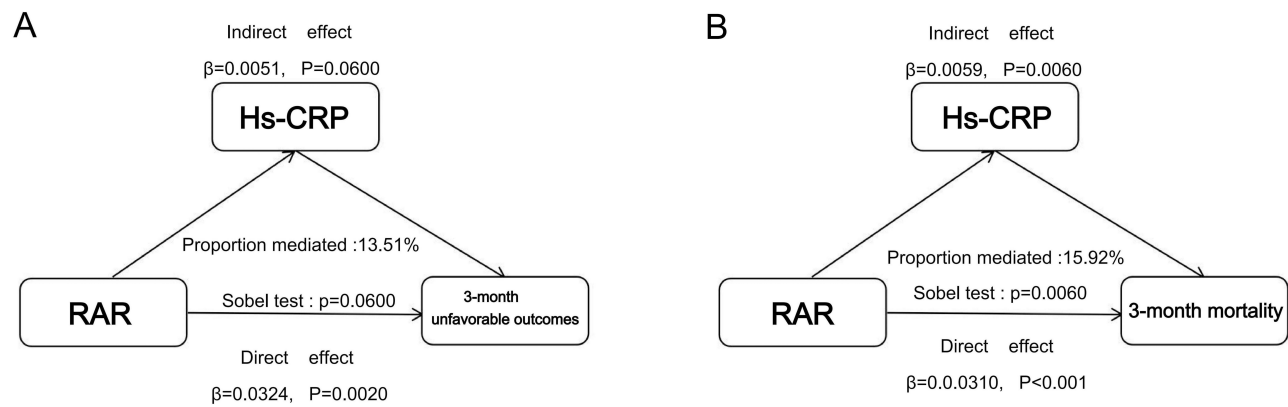 A
Indirect effect
β=0.0051, P=0.0600
Hs-CRP
Proportion mediated :13.51%
RAR
Sobel test : p=0.0600
3-month
unfavorable outcomes
Direct effect
β=0.0324, P=0.0020
B
Indirect effect
β=0.0059, P=0.0060
Hs-CRP
Proportion mediated :15.92%
RAR
Sobel test : p=0.0060
3-month mortality
Direct effect
β=0.0.0310, P<0.001